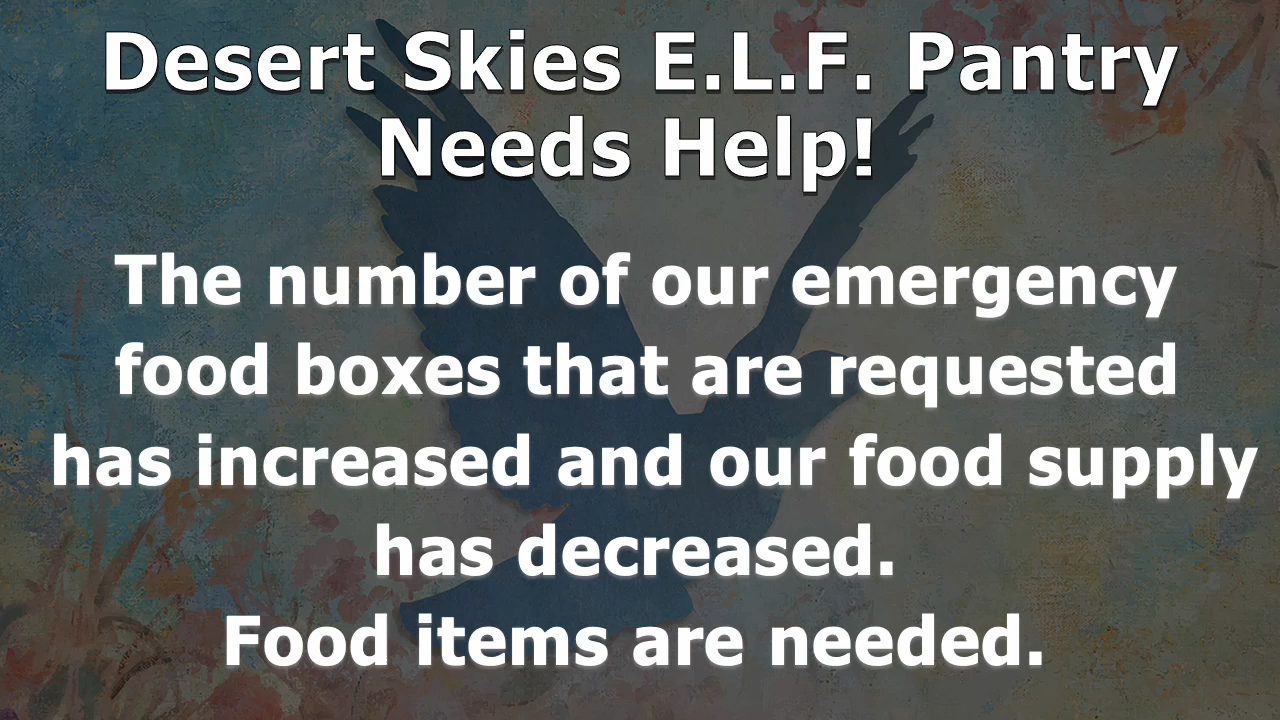 Desert Skies E.L.F. Pantry
Needs Help!
The number of our emergency
food boxes that are requested
has increased and our food supply
has decreased.
Food items are needed.